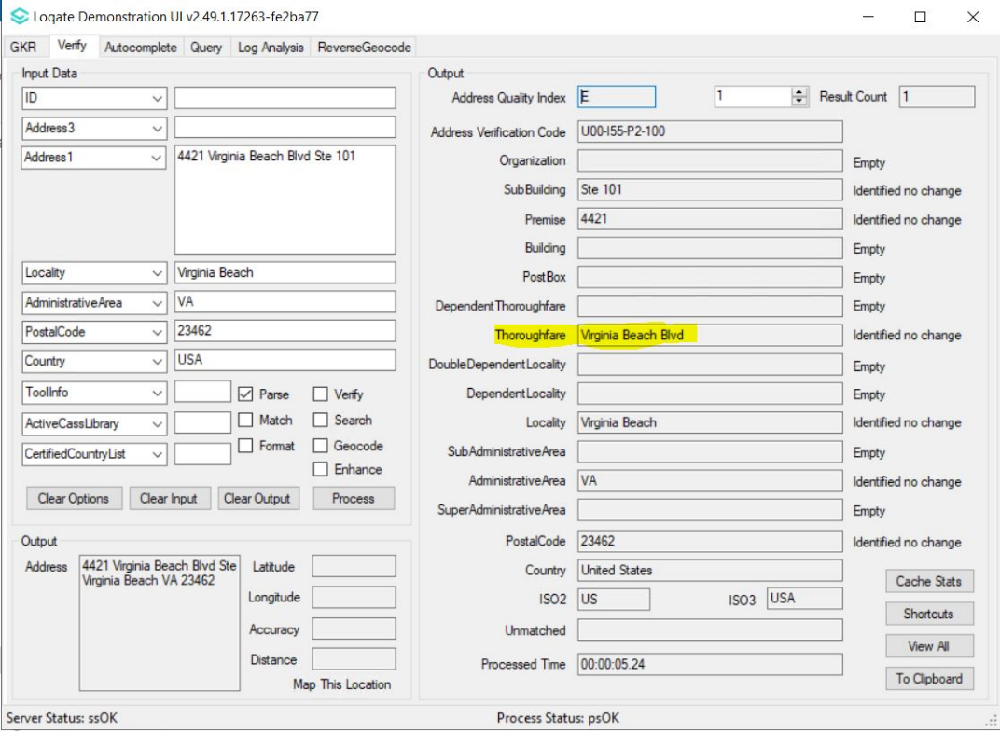 Loqate Demonstration UI v2.49.1.17263-fe2ba77
GKR Verify Autocomplete Query Log Analysis ReverseGeocode
Input Data
ID
Address3
Address1 4421 Virginia Beach Blvd Ste 101
Locality Virginia Beach
AdministrativeArea VA
PostalCode 23462
Country USA
ToolInfo Parse Verify
ActiveCassLibrary Match Search
CertifiedCountryList Format Geocode
Enhance
Clear Options Clear Input Clear Output Process
Output
Address 4421 Virginia Beach Blvd Ste
Virginia Beach VA 23462
Latitude
Longitude
Accuracy
Distance
Map This Location
Output
Address Quality Index E 1 Result Count 1
Address Verification Code U00-I55-P2-100
Organization Empty
SubBuilding Ste 101 Identified no change
Premise 4421 Identified no change
Building Empty
PostBox Empty
DependentThoroughfare Empty
Thoroughfare Virginia Beach Blvd Identified no change
DoubleDependentLocality Empty
DependentLocality Empty
Locality Virginia Beach Identified no change
SubAdministrativeArea Empty
AdministrativeArea VA Identified no change
SuperAdministrativeArea Empty
PostalCode 23462 Identified no change
Country United States
ISO2 US ISO3 USA
Unmatched
Processed Time 00:00:05.24
Cache Stats
Shortcuts
View All
To Clipboard
Server Status: ssOK Process Status: psOK